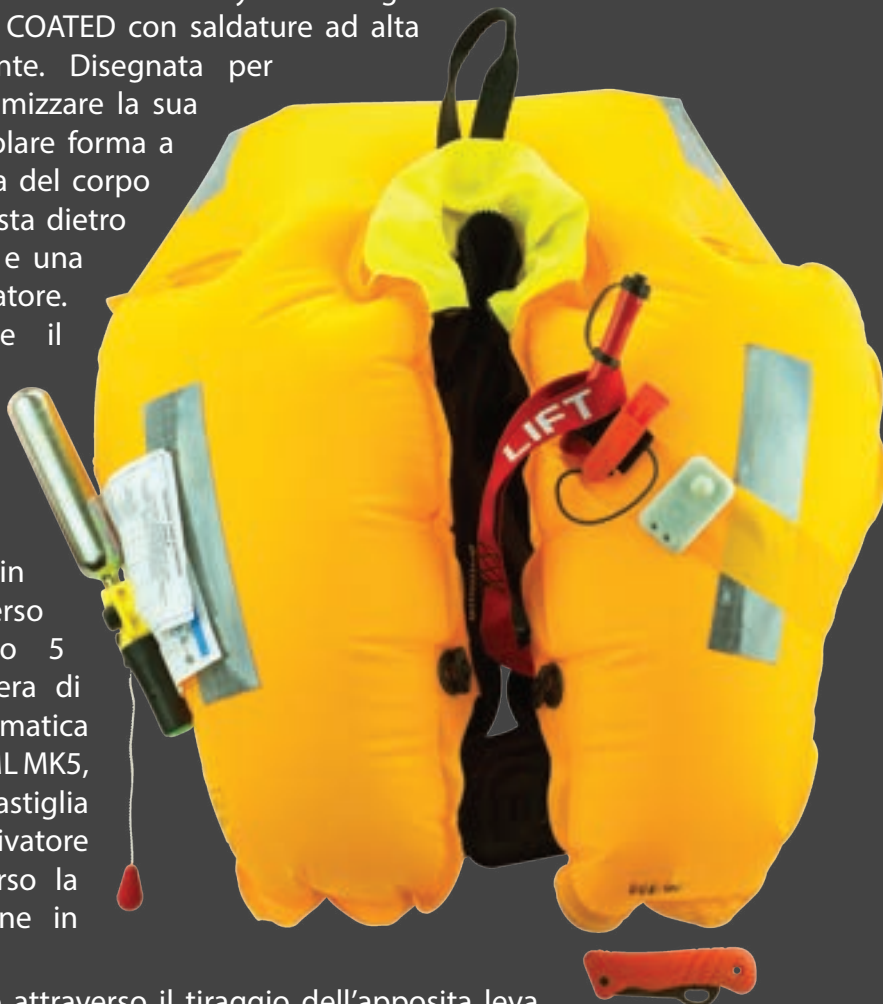 COATED con saldature ad alta
nte. Disegnata per
mizzare la sua
olare forma a
a del corpo
sta dietro
e una
atore.
e il
LIFT
in
erso
o 5
era di
matica
ML MK5,
astiglia
ivatore
rso la
ne in
attraverso il tiraggio dell'apposita leva